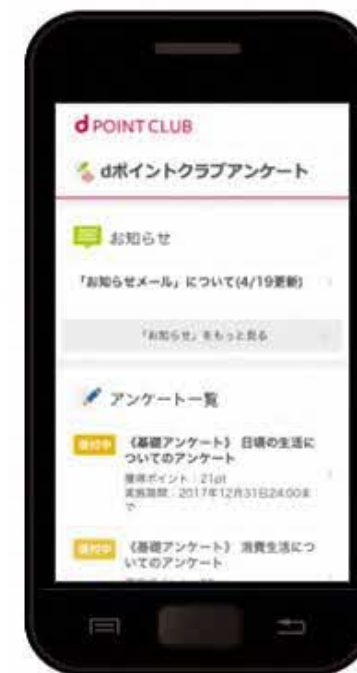 d POINT CLUB
dポイントクラブアンケート
お知らせ
「お知らせメール」について(4/19更新)
「お知らせ」をもっと見る
アンケート一覧
受付中
《基礎アンケート》 日頃の生活に
ついてのアンケート
獲得ポイント：21pt
実施期間：2017年12月31日24:00ま
で
受付中
《基礎アンケート》 消費生活につ
いてのアンケート